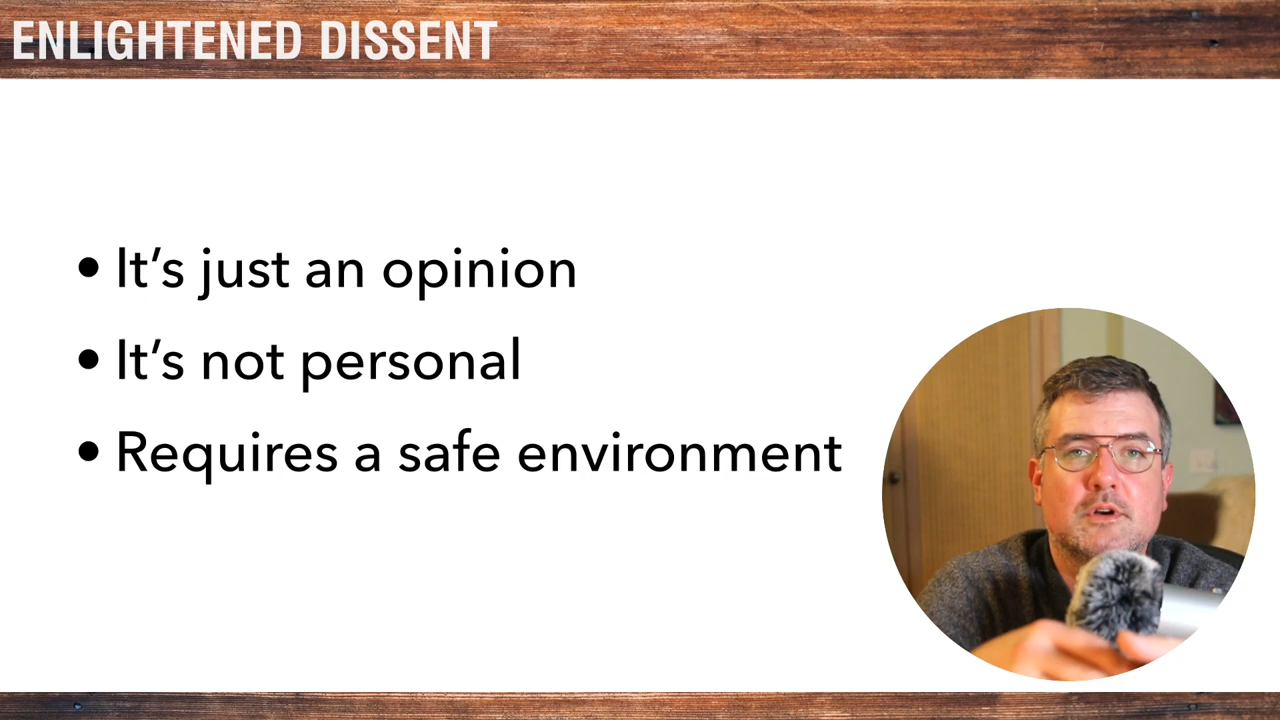 ENLIGHTENED DISSENT
• It’s just an opinion
• It’s not personal
• Requires a safe environment